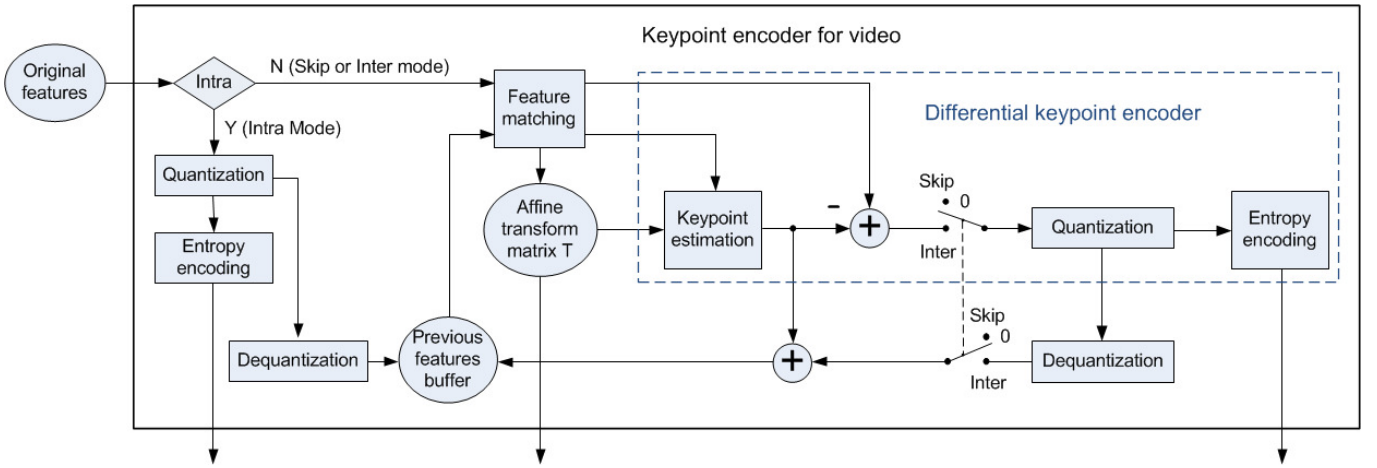 Keypoint encoder for video
Original
features
Intra
N (Skip or Inter mode)
Y (Intra Mode)
Feature
matching
Differential keypoint encoder
Quantization
Entropy
encoding
Affine
transform
matrix T
Keypoint
estimation
−
+
Skip
0
Inter
Quantization
Entropy
encoding
Dequantization
Previous
features
buffer
+
Skip
0
Inter
Dequantization